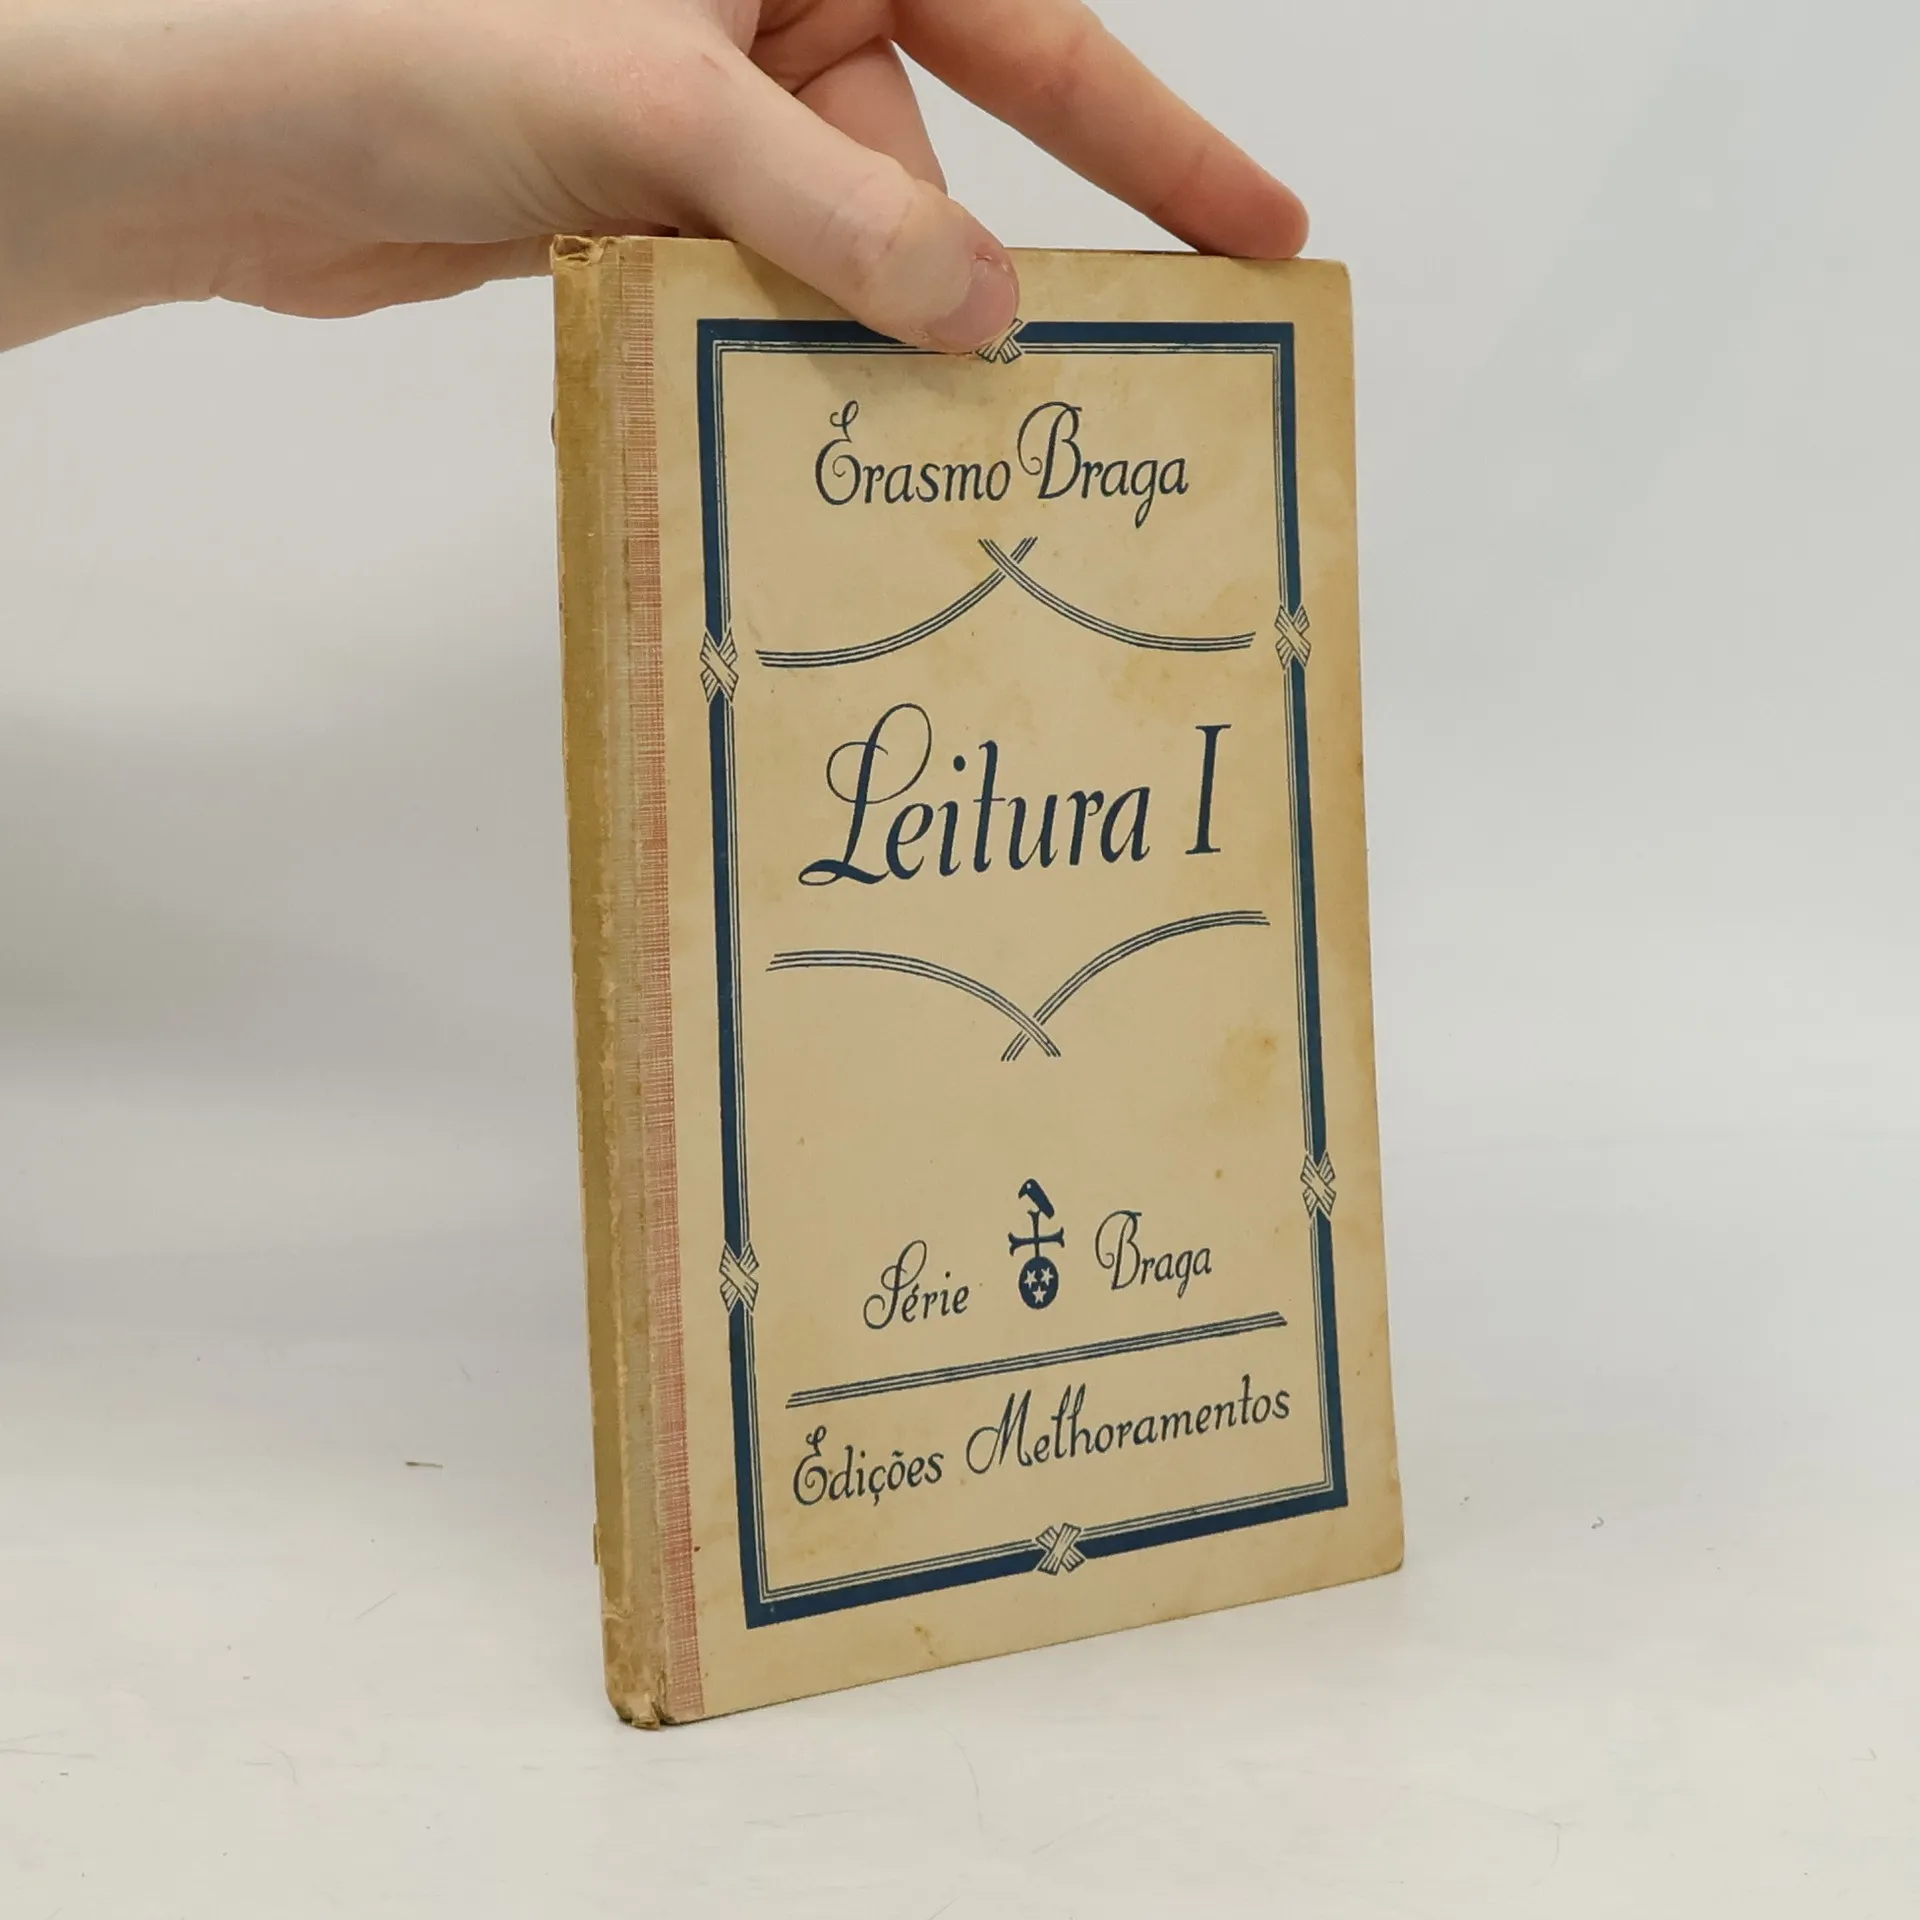 Erasmo Braga
Leitura I
Série Braga
Edições Melhoramentos